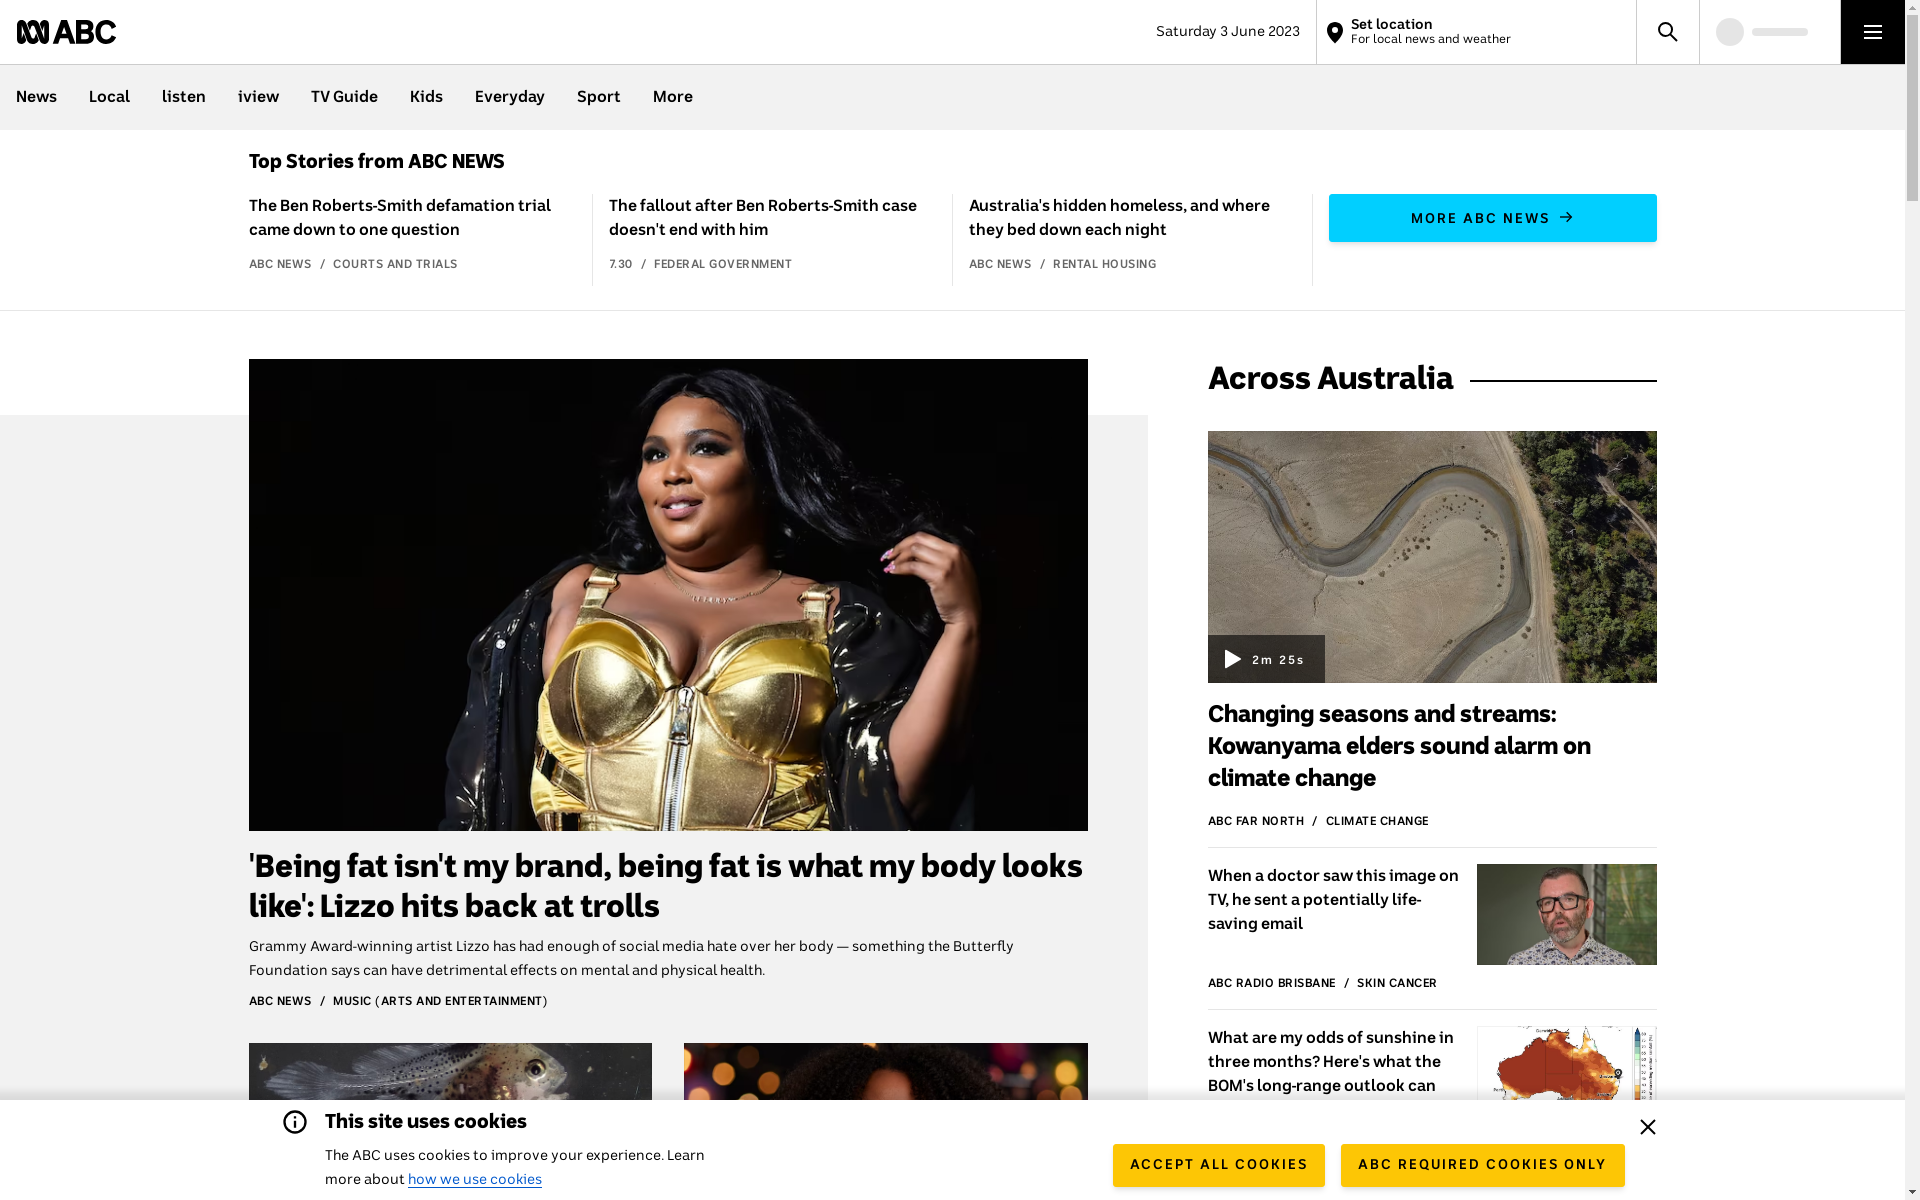 ABC
Saturday 3 June 2023
Set location
For local news and weather
News
Local
listen
iview
TV Guide
Kids
Everyday
Sport
More
Top Stories from ABC NEWS
The Ben Roberts-Smith defamation trial
came down to one question
ABC NEWS / COURTS AND TRIALS
The fallout after Ben Roberts-Smith case
doesn't end with him
7.30 / FEDERAL GOVERNMENT
Australia's hidden homeless, and where
they bed down each night
ABC NEWS / RENTAL HOUSING
MORE ABC NEWS
'Being fat isn't my brand, being fat is what my body looks
like': Lizzo hits back at trolls
Grammy Award-winning artist Lizzo has had enough of social media hate over her body — something the Butterfly
Foundation says can have detrimental effects on mental and physical health.
ABC NEWS / MUSIC (ARTS AND ENTERTAINMENT)
Across Australia
2m 25s
Changing seasons and streams:
Kowanyama elders sound alarm on
climate change
ABC FAR NORTH / CLIMATE CHANGE
When a doctor saw this image on
TV, he sent a potentially life-
saving email
ABC RADIO BRISBANE / SKIN CANCER
What are my odds of sunshine in
three months? Here's what the
BOM's long-range outlook can
This site uses cookies
The ABC uses cookies to improve your experience. Learn
more about how we use cookies
ACCEPT ALL COOKIES
ABC REQUIRED COOKIES ONLY